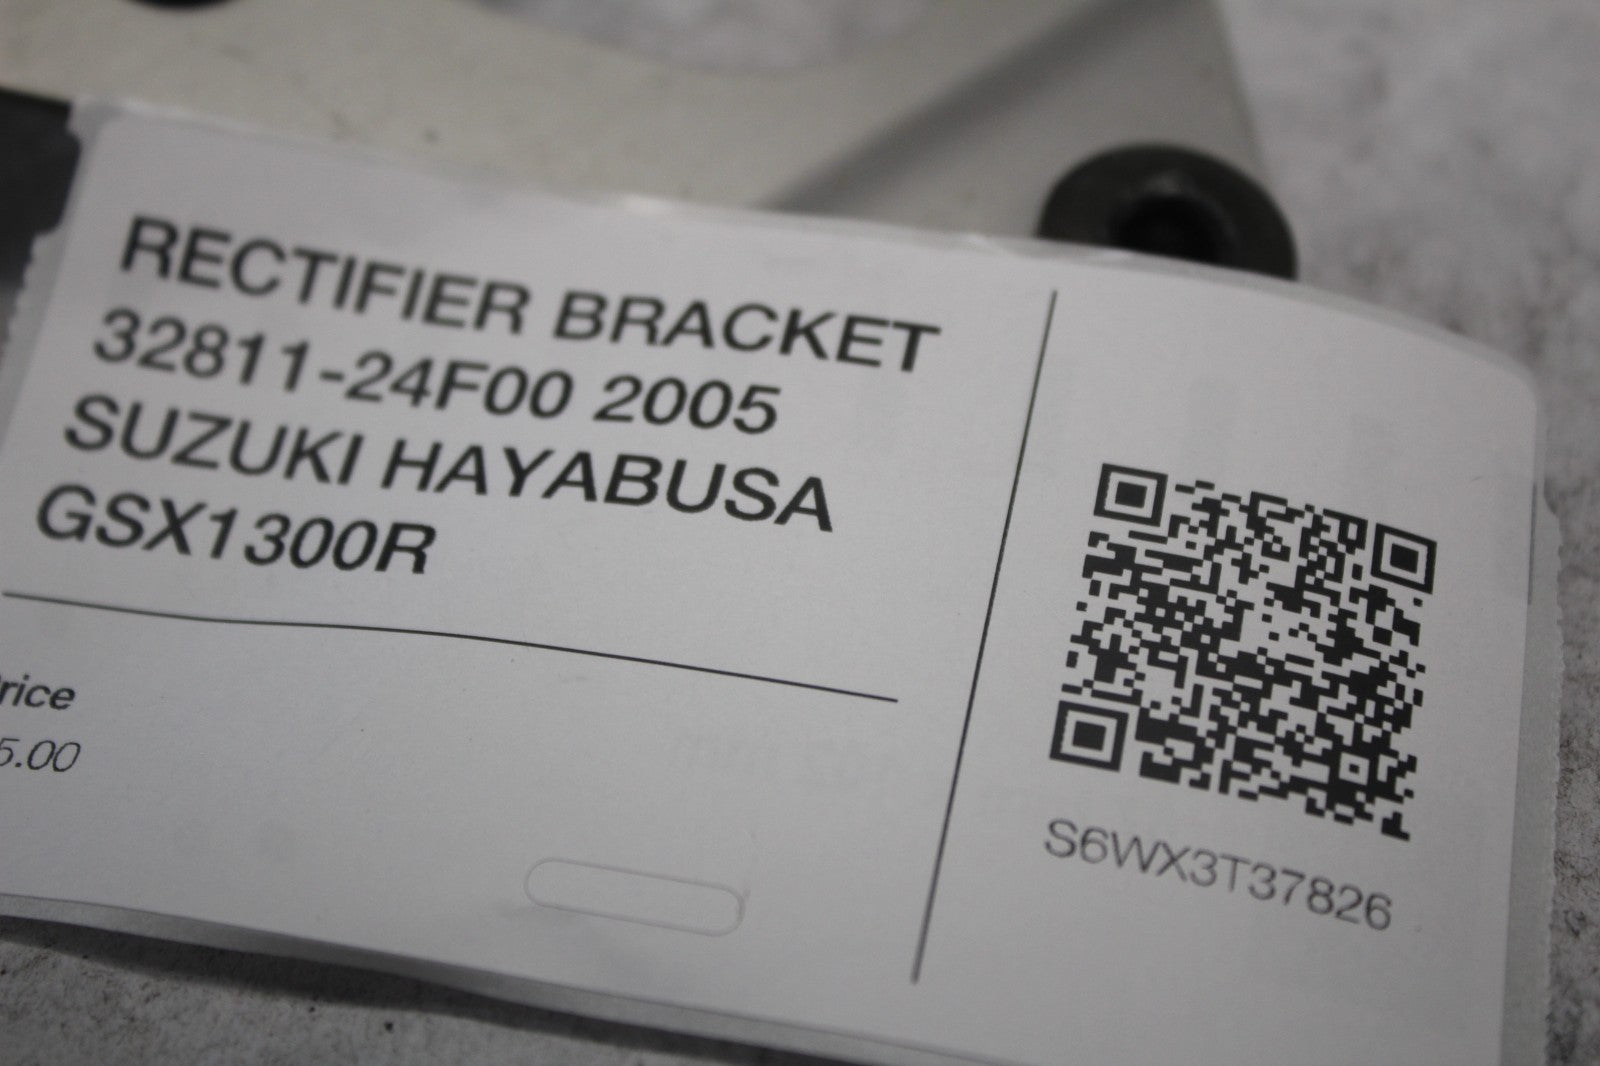 RECTIFIER BRACKET
32811-24F00 2005
SUZUKI HAYABUSA
GSX1300R
rice
5.00
S6WX3T37826